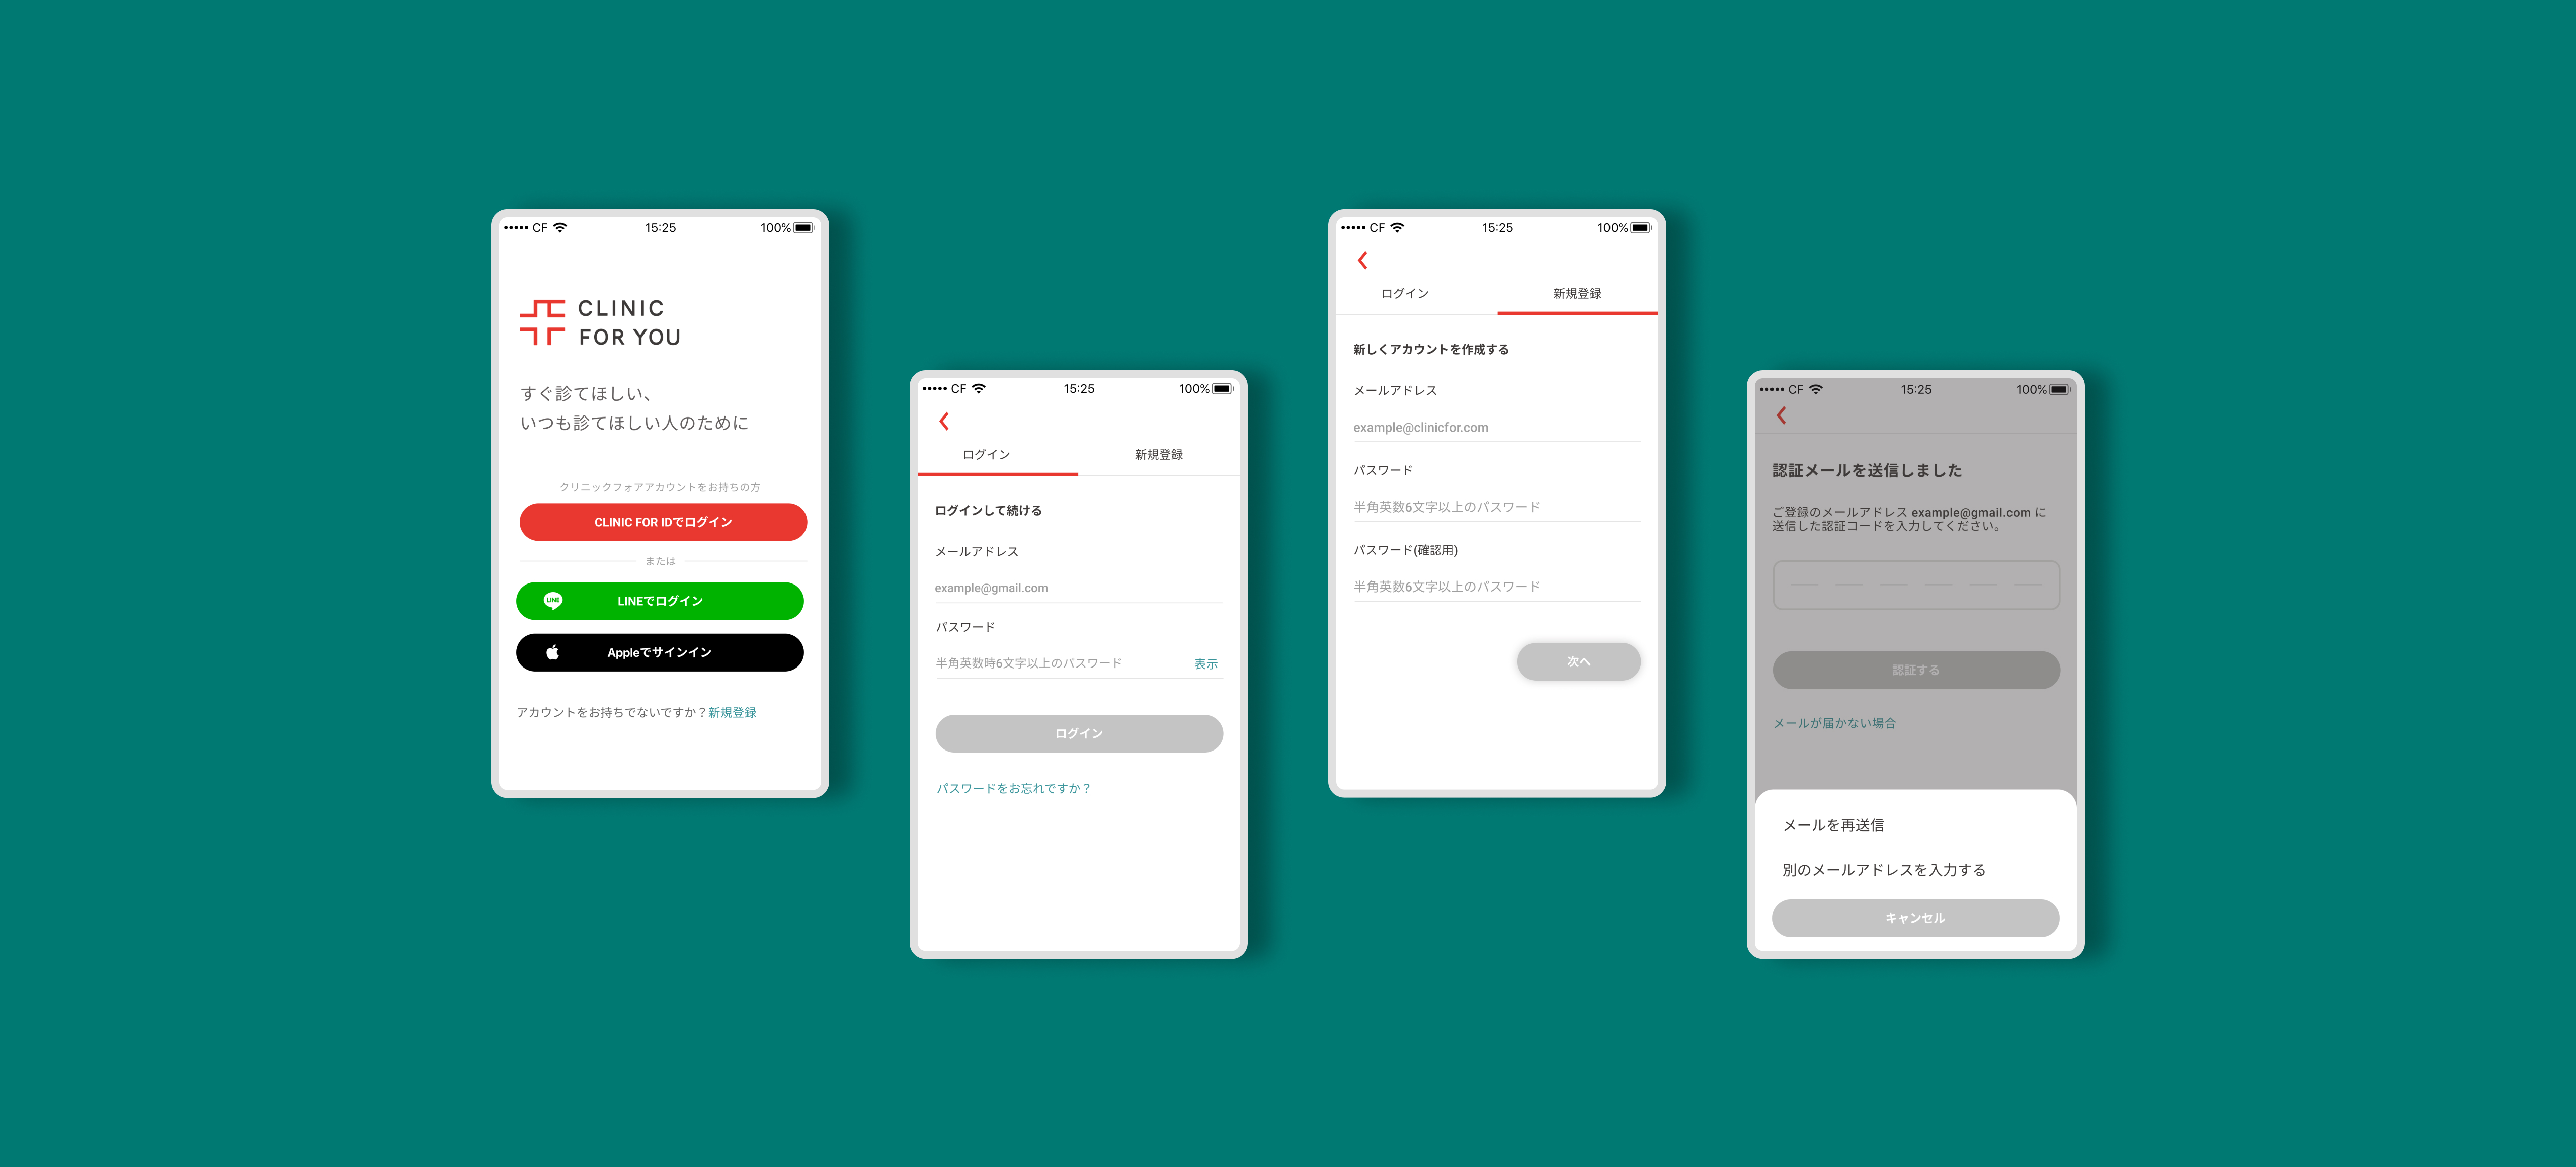 CF 15:25 100%
CLINIC
FOR YOU
すぐ診てほしい、
いつも診てほしい人のために
クリニックフォアアカウントをお持ちの方
CLINIC FOR IDでログイン
または
LINE LINEでログイン
Appleでサインイン
アカウントをお持ちでないですか？新規登録
CF 15:25 100%
ログイン 新規登録
ログインして続ける
メールアドレス
example@gmail.com
パスワード
半角英数時6文字以上のパスワード 表示
ログイン
パスワードをお忘れですか？
CF 15:25 100%
ログイン 新規登録
新しくアカウントを作成する
メールアドレス
example@clinicfor.com
パスワード
半角英数6文字以上のパスワード
パスワード(確認用)
半角英数6文字以上のパスワード
次へ
CF 15:25 100%
認証メールを送信しました
ご登録のメールアドレス example@gmail.com に
送信した認証コードを入力してください。
認証する
メールが届かない場合
メールを再送信
別のメールアドレスを入力する
キャンセル